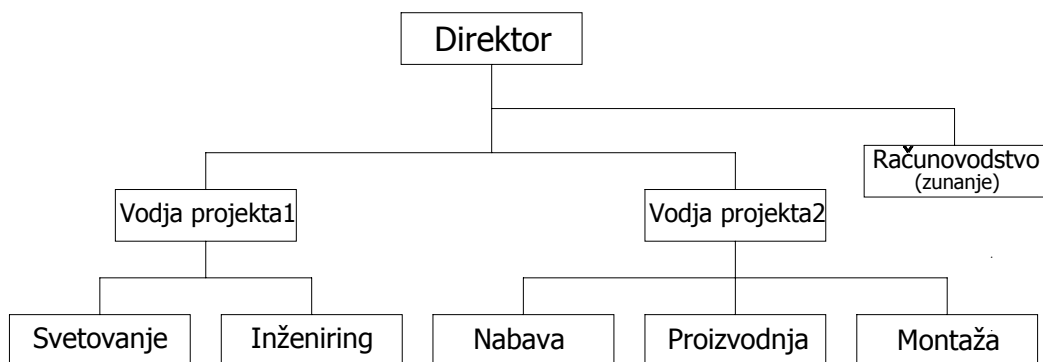 Direktor
Računovodstvo
(zunanje)
Vodja projekta1
Vodja projekta2
Svetovanje
Inženiring
Nabava
Proizvodnja
Montaža